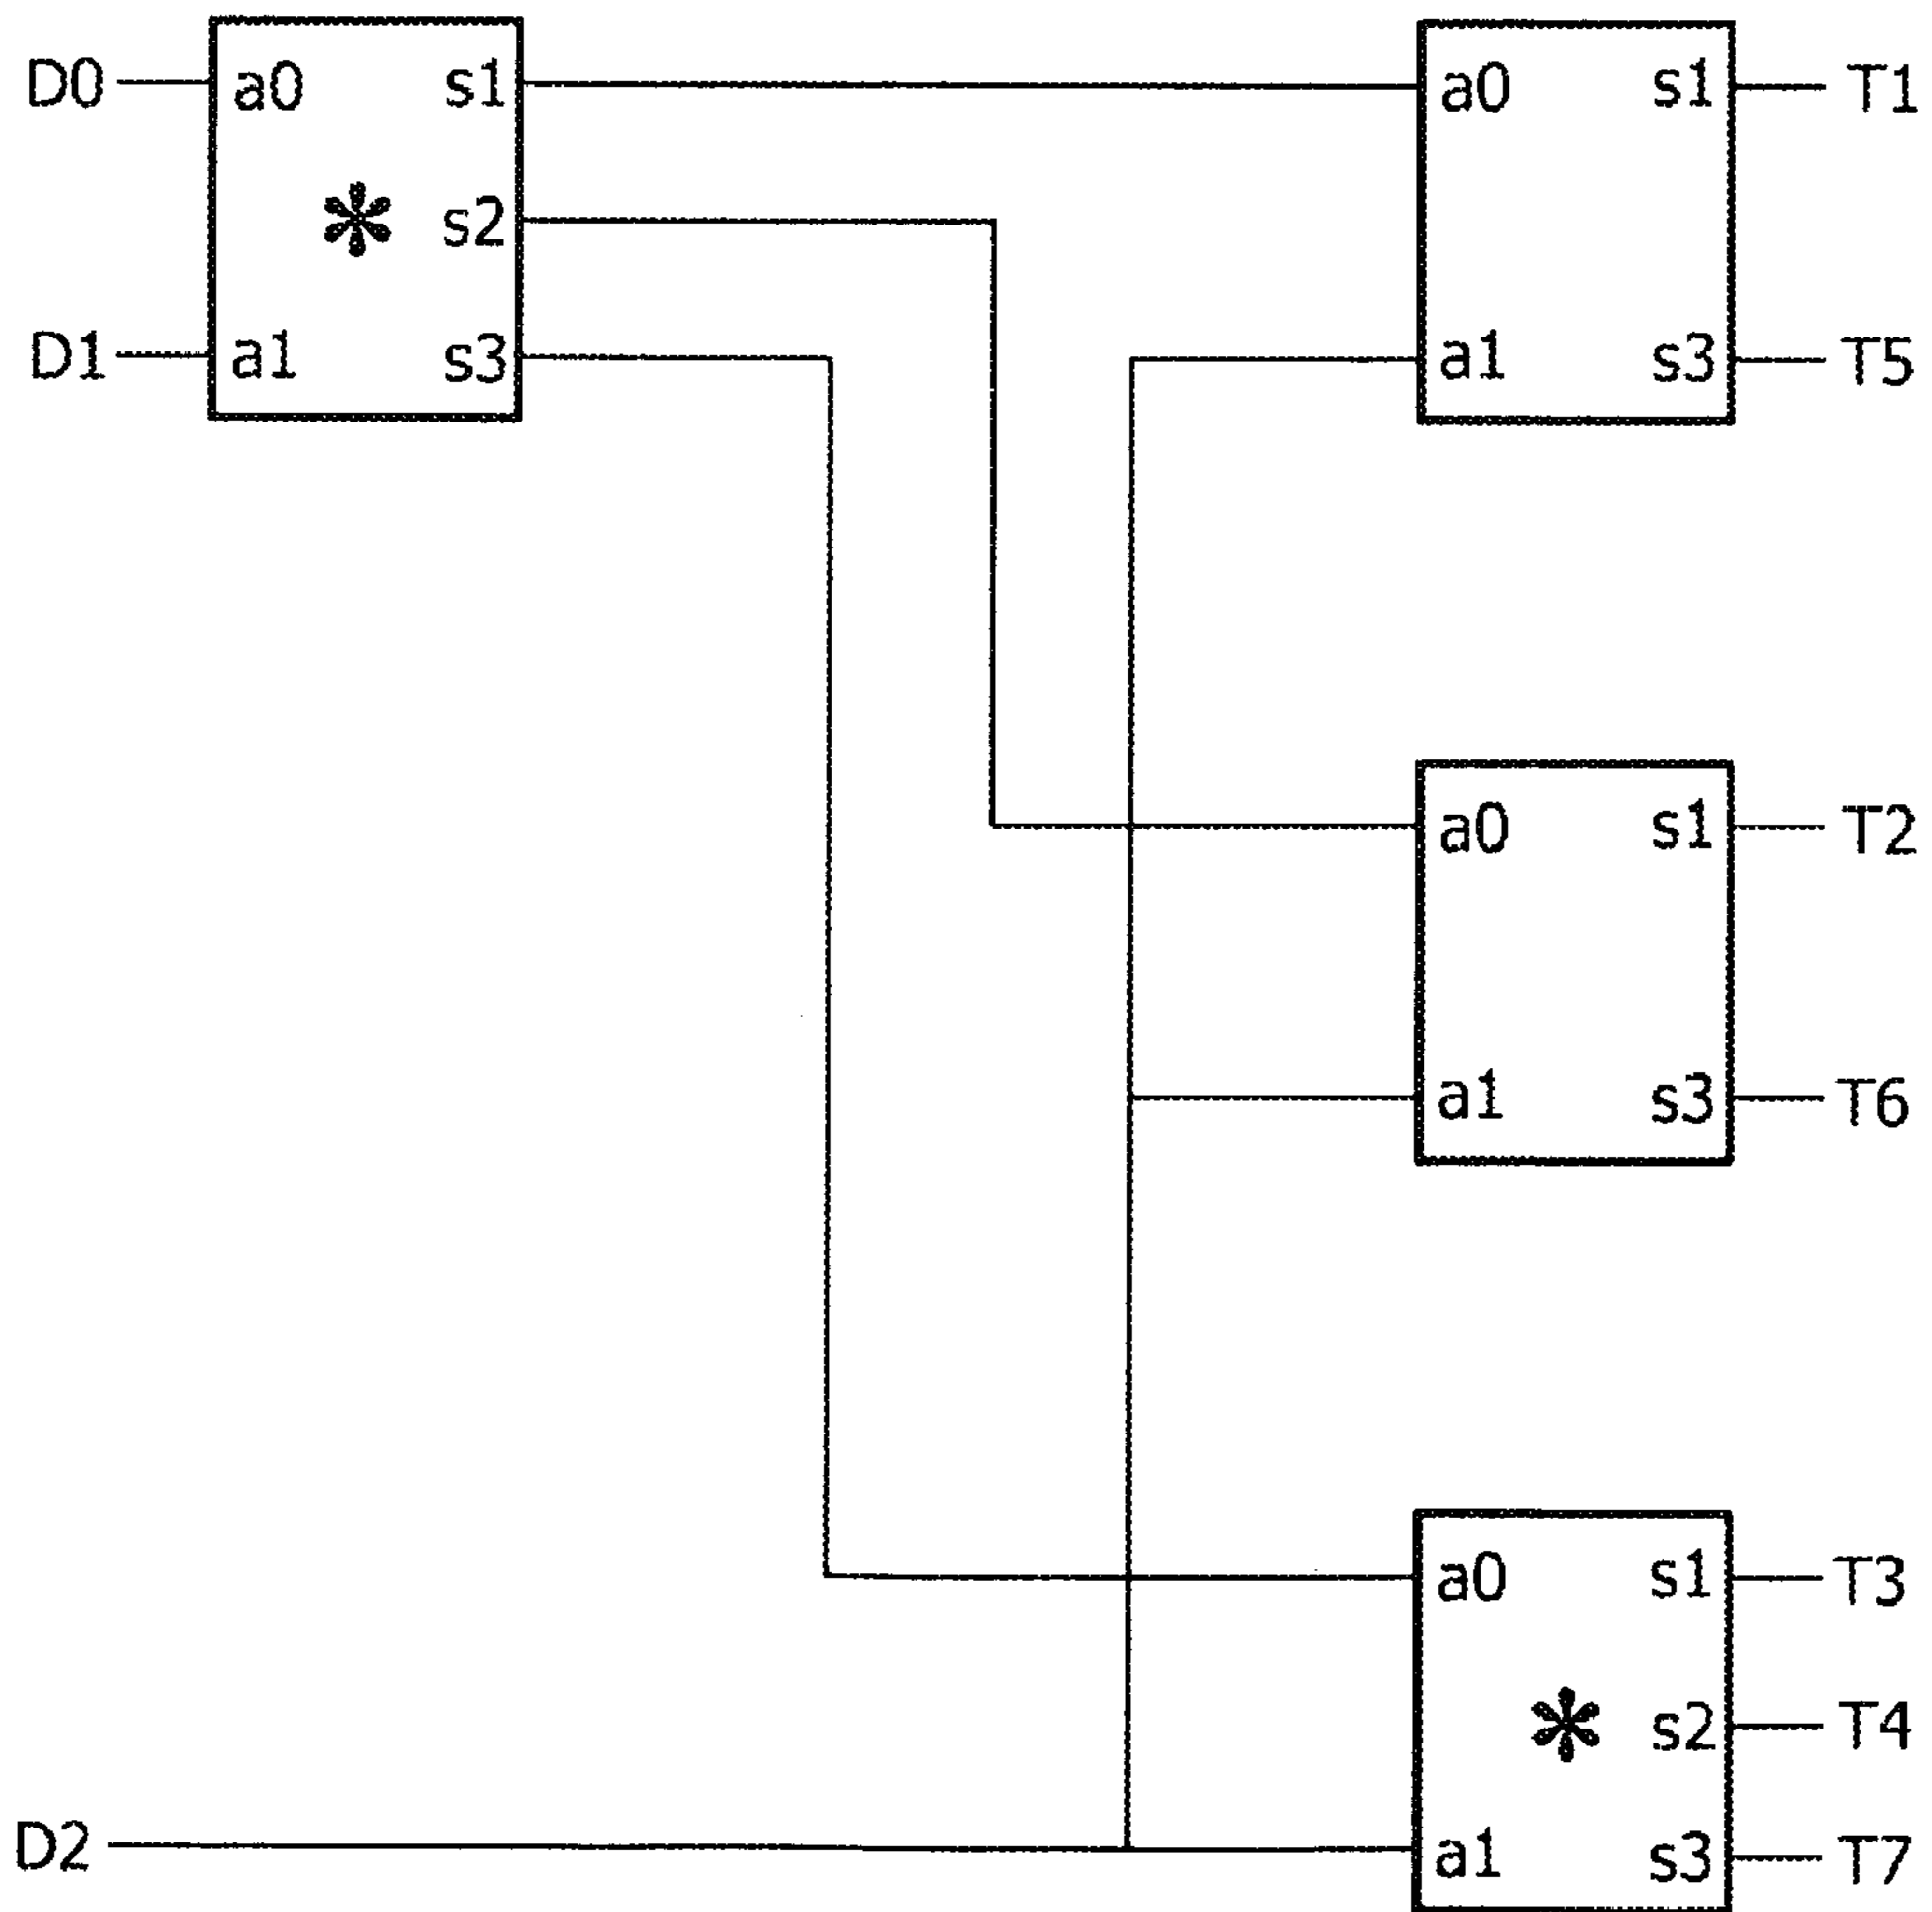 D0 a0 s1 a0 s1 T1
* s2
D1 a1 s3 a1 s3 T5
a0 s1 T2
a1 s3 T6
a0 s1 T3
* s2 T4
D2 a1 s3 T7